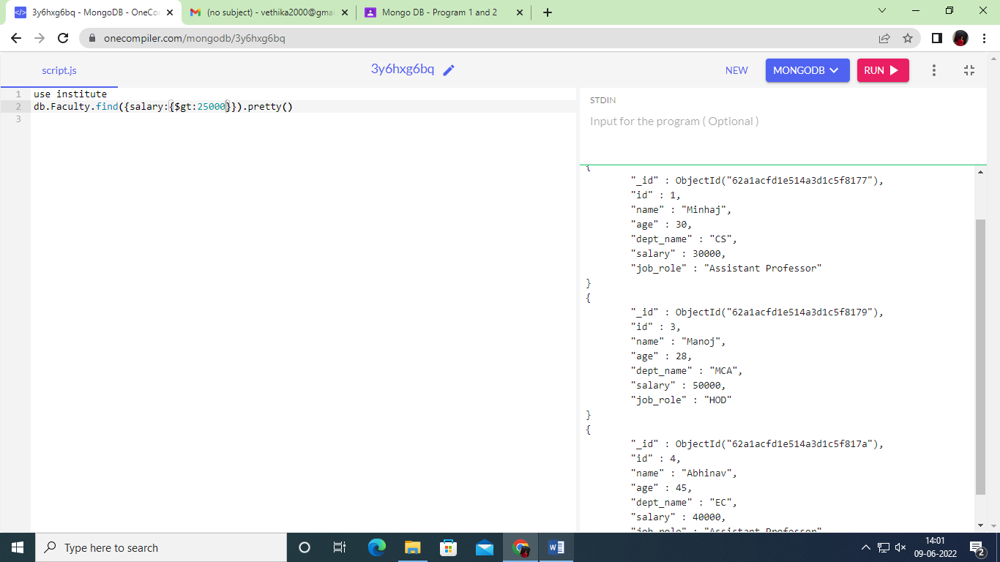 3y6hxg6bq - MongoDB - OneCor
(no subject) - vethika2000@gmai
Mongo DB - Program 1 and 2
onecompiler.com/mongodb/3y6hxg6bq
script.js
3y6hxg6bq
NEW
MONGODB
RUN
1 use institute
2 db.Faculty.find({salary:{$gt:25000}}).pretty()
3
STDIN
Input for the program ( Optional )
{
"_id" : ObjectId("62a1acfd1e514a3d1c5f8177"),
"id" : 1,
"name" : "Minhaj",
"age" : 30,
"dept_name" : "CS",
"salary" : 30000,
"job_role" : "Assistant Professor"
}
{
"_id" : ObjectId("62a1acfd1e514a3d1c5f8179"),
"id" : 3,
"name" : "Manoj",
"age" : 28,
"dept_name" : "MCA",
"salary" : 50000,
"job_role" : "HOD"
}
{
"_id" : ObjectId("62a1acfd1e514a3d1c5f817a"),
"id" : 4,
"name" : "Abhinav",
"age" : 45,
"dept_name" : "EC",
"salary" : 40000,
"job_role" : "Assistant Professor"
Type here to search
14:01
09-06-2022
2